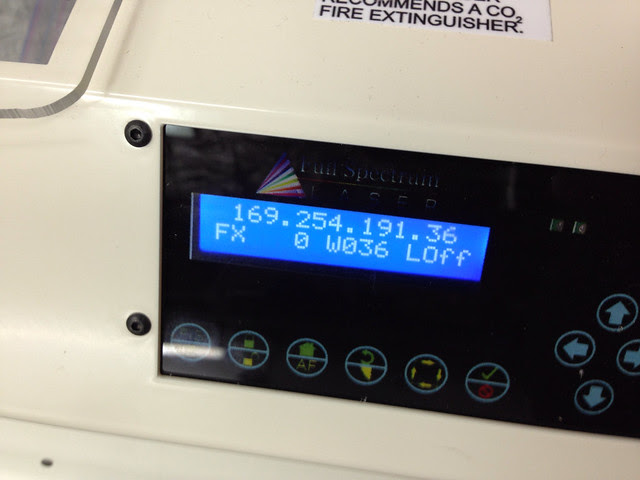 RECOMMENDS A CO₂
FIRE EXTINGUISHER.
Full Spectrum
LASER
169.254.191.36
FX 0 W036 LOff
AF